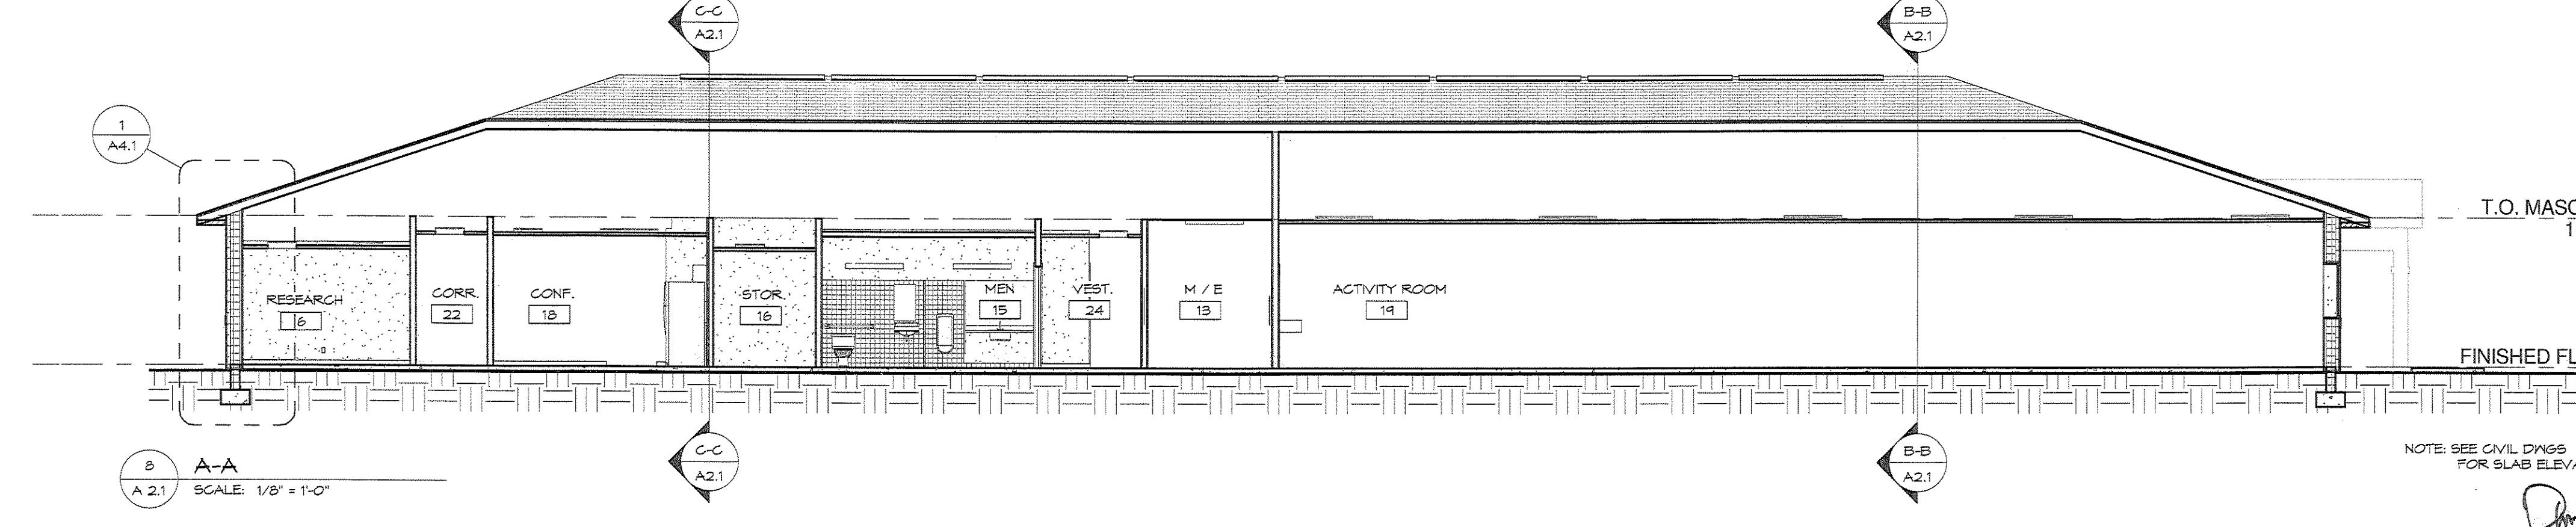 C-C
A2.1
B-B
A2.1
1
A4.1
T.O. MASO
1
RESEARCH
6
CORR.
22
CONF.
18
STOR.
16
MEN
15
VEST.
24
M / E
13
ACTIVITY ROOM
19
FINISHED FL
8
A 2.1
A-A
SCALE: 1/8" = 1'-0"
C-C
A2.1
B-B
A2.1
NOTE: SEE CIVIL DWGS
FOR SLAB ELEVA